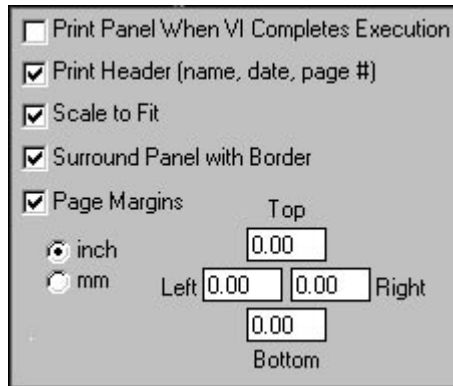 Print Panel When VI Completes Execution
Print Header (name, date, page #)
Scale to Fit
Surround Panel with Border
Page Margins
Top
inch
0.00
mm
Left 0.00 0.00 Right
0.00
Bottom